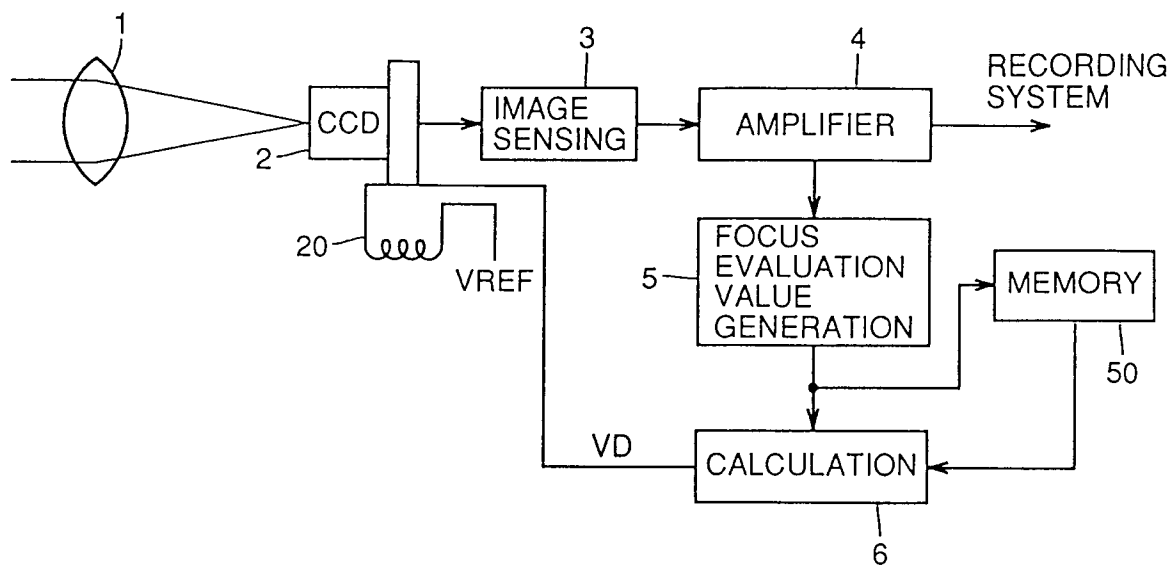 1
3
4
RECORDING
SYSTEM
CCD
IMAGE
SENSING
AMPLIFIER
2
20
VREF
5
FOCUS
EVALUATION
VALUE
GENERATION
MEMORY
50
VD
CALCULATION
6